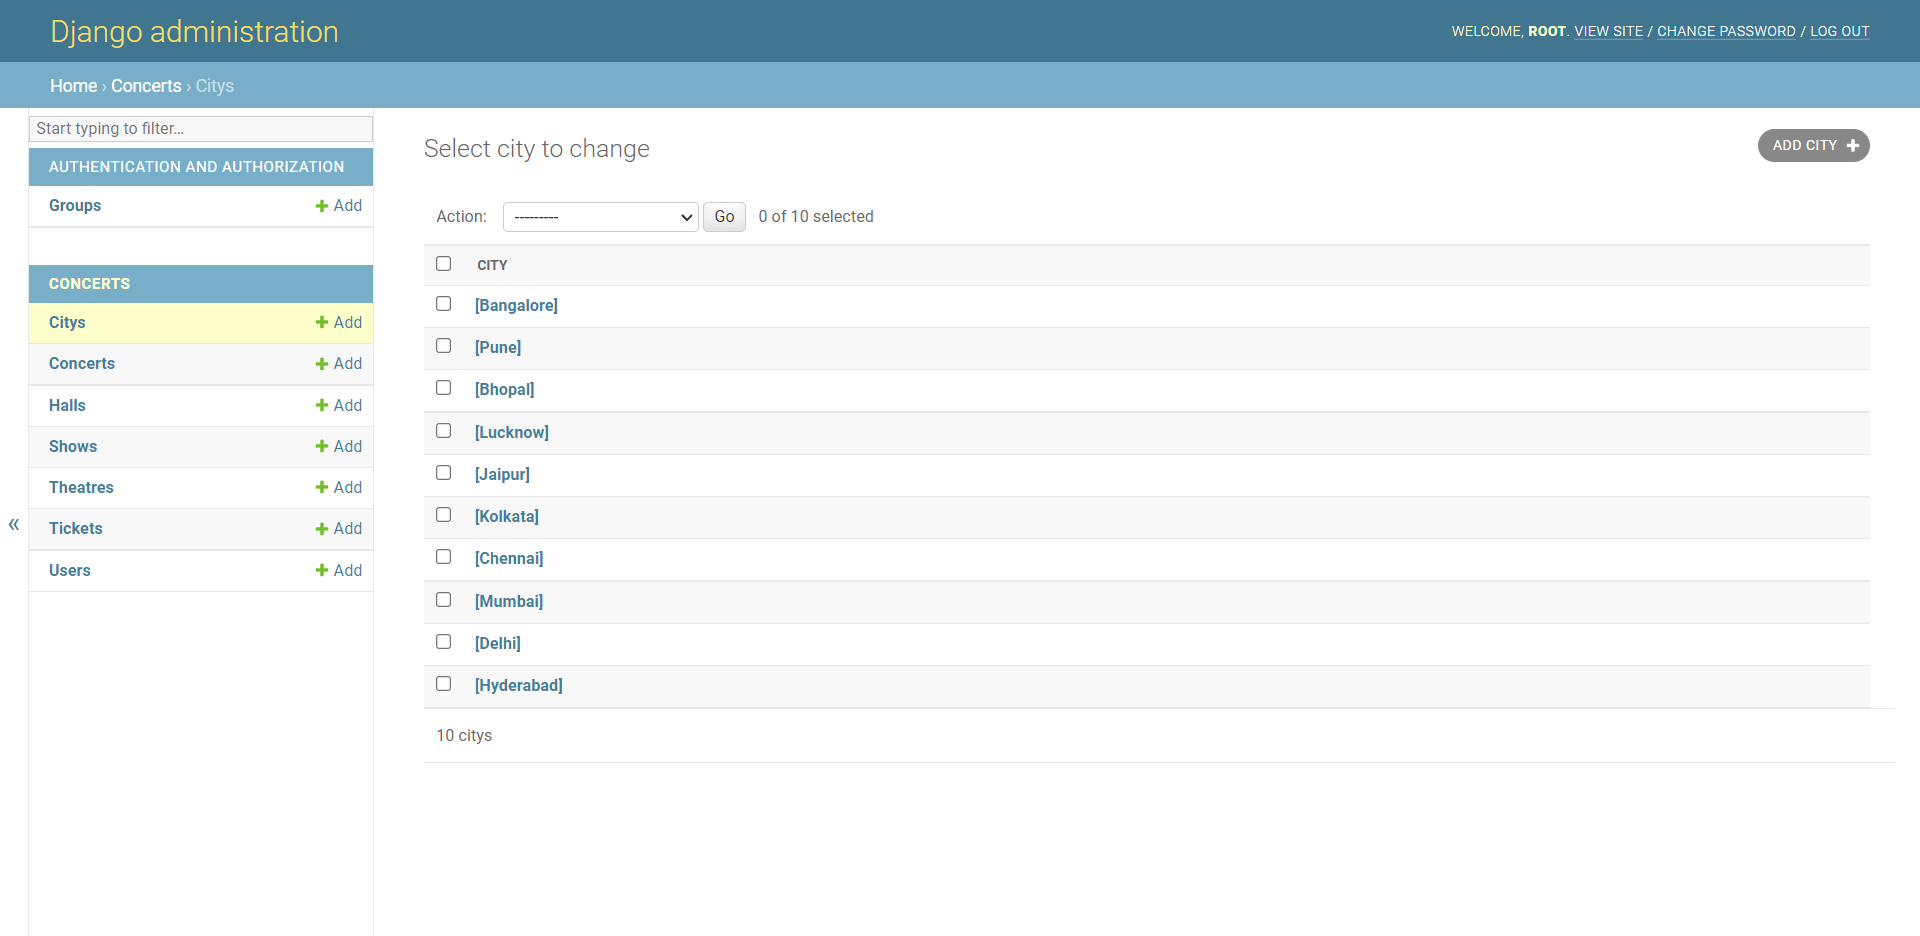 Django administration
WELCOME, ROOT. VIEW SITE / CHANGE PASSWORD / LOG OUT
Home › Concerts › Citys
Start typing to filter...
AUTHENTICATION AND AUTHORIZATION
Groups Add
CONCERTS
Citys Add
Concerts Add
Halls Add
Shows Add
Theatres Add
Tickets Add
Users Add
«
Select city to change
ADD CITY +
Action: --------- Go 0 of 10 selected
CITY
[Bangalore]
[Pune]
[Bhopal]
[Lucknow]
[Jaipur]
[Kolkata]
[Chennai]
[Mumbai]
[Delhi]
[Hyderabad]
10 citys